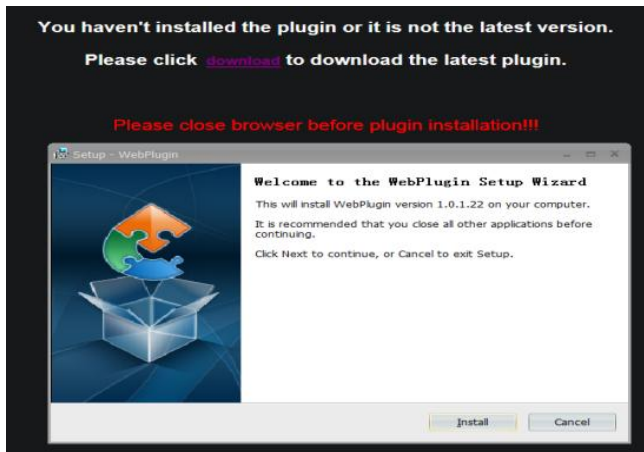 You haven't installed the plugin or it is not the latest version.
Please click download to download the latest plugin.
Please close browser before plugin installation!!!
Setup - WebPlugin
Welcome to the WebPlugin Setup Wizard
This will install WebPlugin version 1.0.1.22 on your computer.
It is recommended that you close all other applications before
continuing.
Click Next to continue, or Cancel to exit Setup.
Install
Cancel